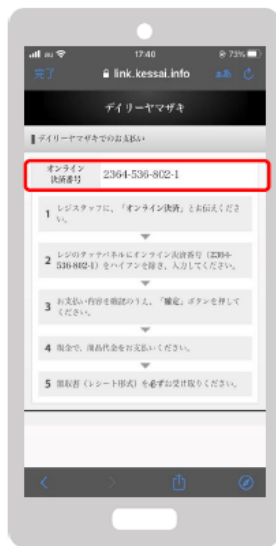 au 17:40 73%
完了 link.kessai.info ぁあ
デイリーヤマザキ
デイリーヤマザキでのお支払い
オンライン
決済番号 2364-536-802-1
1 レジスタッフに、「オンライン決済」とお伝えくださ
い。
2 レジのタッチパネルにオンライン決済番号（2364-
536-802-1）をハイフンを除き、入力してください。
3 お支払い内容を確認のうえ、「確定」ボタンを押して
ください。
4 現金で、商品代金をお支払いください。
5 領収書（レシート形式）を必ずお受け取りください。